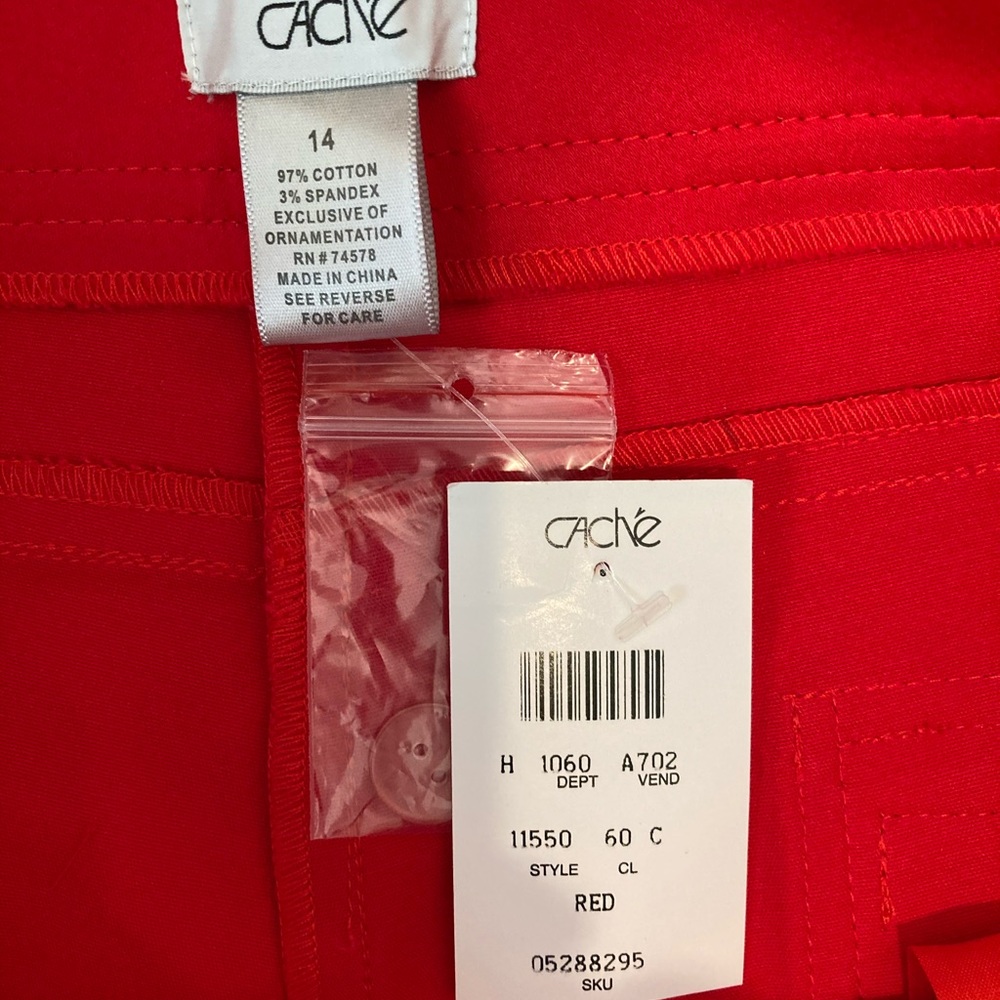 CACHÉ
14
97% COTTON
3% SPANDEX
EXCLUSIVE OF
ORNAMENTATION
RN # 74578
MADE IN CHINA
SEE REVERSE
FOR CARE
CACHÉ
H 1060 A702
DEPT VEND
11550 60 C
STYLE CL
RED
05288295
SKU